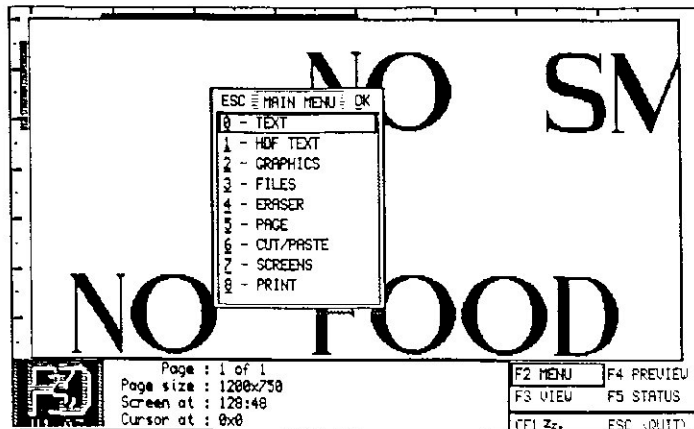 NO SM
ESC MAIN MENU OK
0 - TEXT
1 - HDF TEXT
2 - GRAPHICS
3 - FILES
4 - ERASER
5 - PAGE
6 - CUT/PASTE
7 - SCREENS
8 - PRINT
NO FOOD
Page : 1 of 1
Page size : 1200x750
Screen at : 128:48
Cursor at : 0x0
F2 MENU F4 PREVIEW
F3 VIEW F5 STATUS
ESC (QUIT)